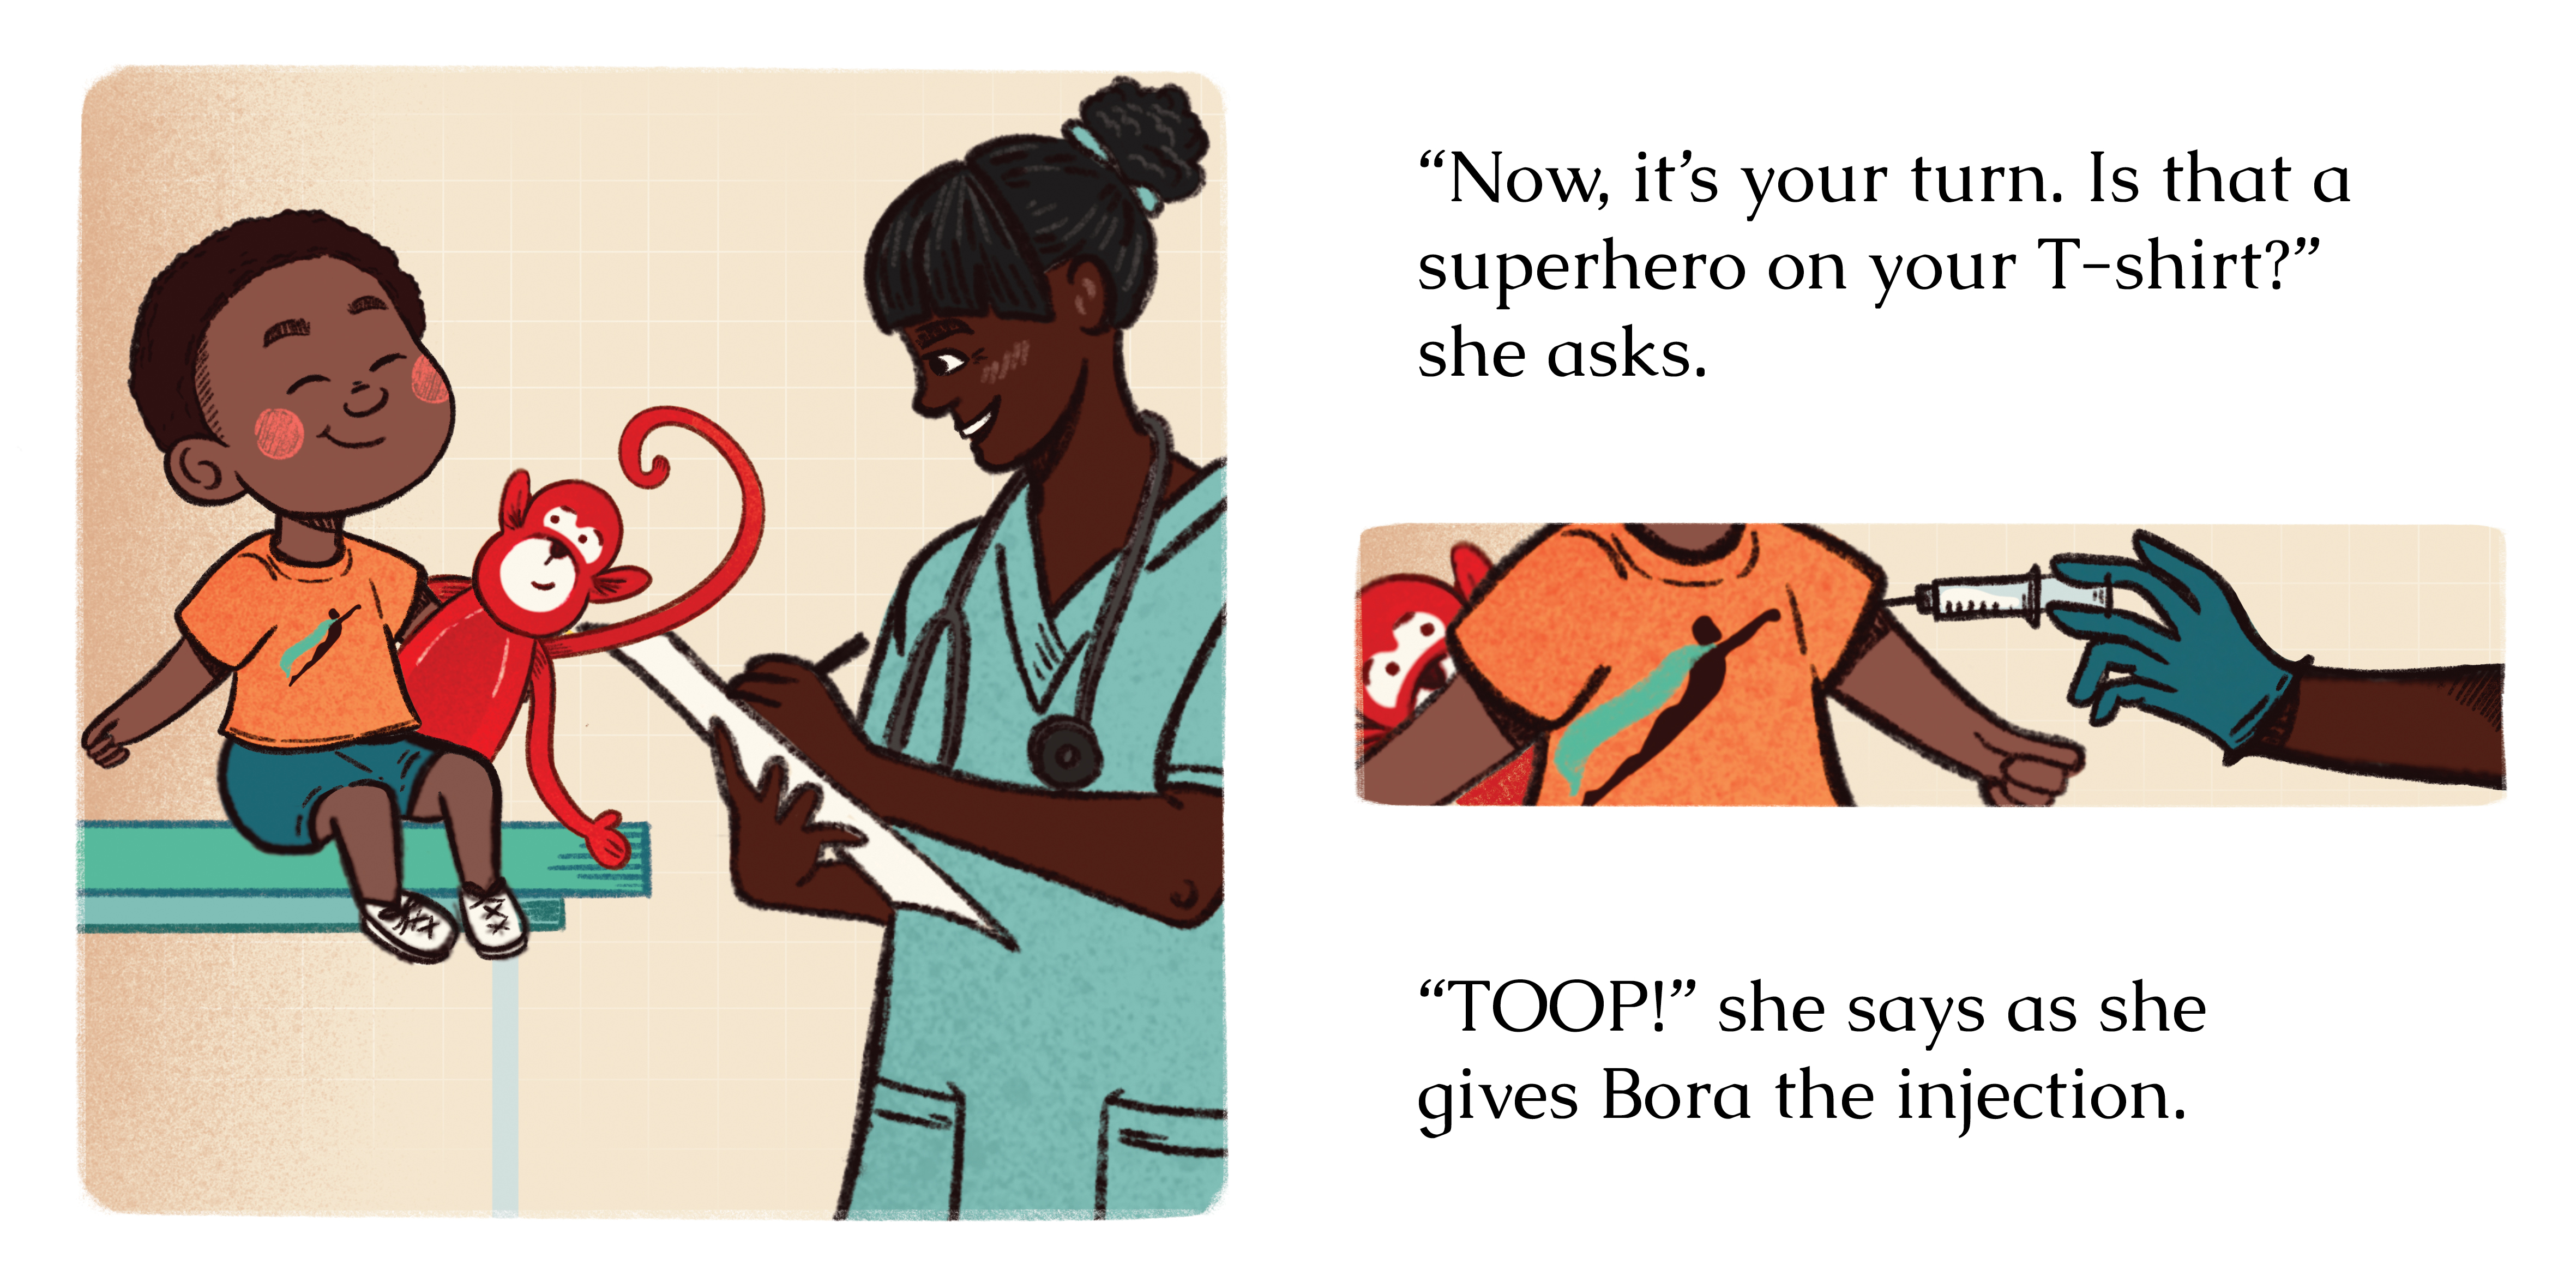 “Now, it’s your turn. Is that a
superhero on your T-shirt?”
she asks.
“TOOP!” she says as she
gives Bora the injection.